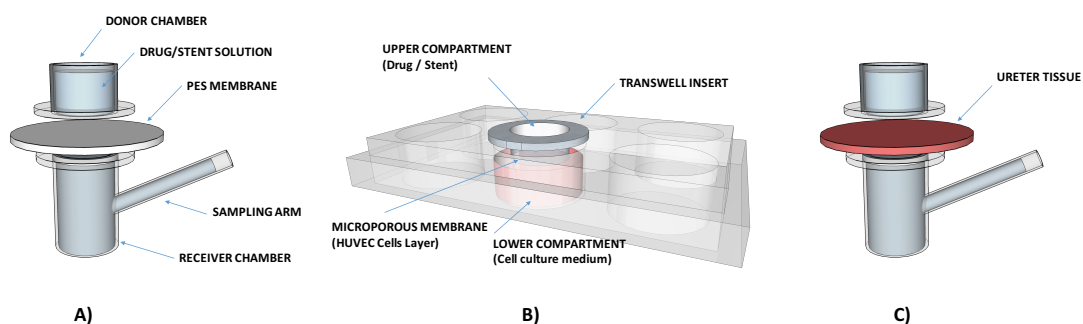 DONOR CHAMBER
DRUG/STENT SOLUTION
PES MEMBRANE
SAMPLING ARM
RECEIVER CHAMBER
A)
UPPER COMPARTMENT
(Drug / Stent)
TRANSWELL INSERT
MICROPOROUS MEMBRANE
(HUVEC Cells Layer)
LOWER COMPARTMENT
(Cell culture medium)
B)
URETER TISSUE
C)